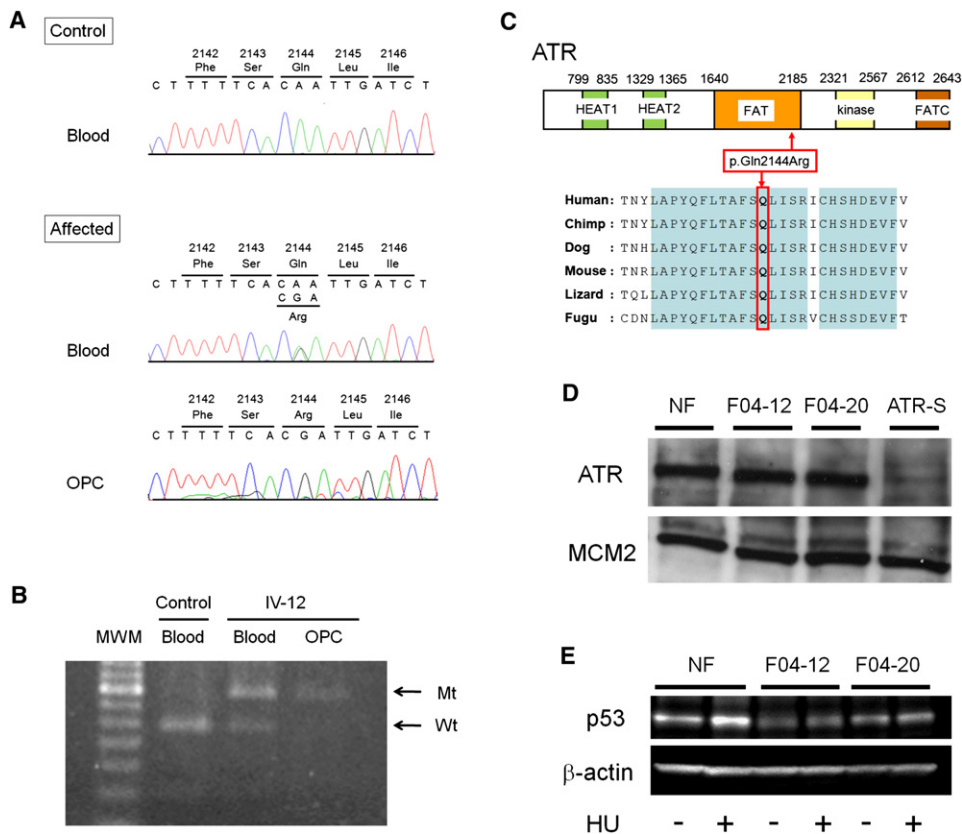 A
Control
2142 2143 2144 2145 2146
Phe Ser Gln Leu Ile
C T T T T T C A C A A T T G A T C T
Blood
Affected
2142 2143 2144 2145 2146
Phe Ser Gln Leu Ile
C T T T T T C A C A A T T G A T C T
C G A
Arg
Blood
2142 2143 2144 2145 2146
Phe Ser Arg Leu Ile
C T T T T T C A C G A T T G A T C T
OPC
B
Control IV-12
MWM Blood Blood OPC
Mt
Wt
C
ATR
799 835 1329 1365 1640 2185 2321 2567 2612 2643
HEAT1 HEAT2 FAT kinase FATC
p.Gln2144Arg
Human : TNYLAPYQFLTAFSQLISRICHSHDEVFV
Chimp : TNYLAPYQFLTAFSQLISRICHSHDEVFV
Dog : TNHLAPYQFLTAFSQLISRICHSHDEVFV
Mouse : TNRLAPYQFLTAFSQLISRICHSHDEVFV
Lizard : TQLLAPYQFLTAFSQLISRICHSHDEVFV
Fugu : CDNLAPYQFLTAFSQLISRVCHSSDEVFT
D
NF F04-12 F04-20 ATR-S
ATR
MCM2
E
NF F04-12 F04-20
p53
β-actin
HU - + - + - +